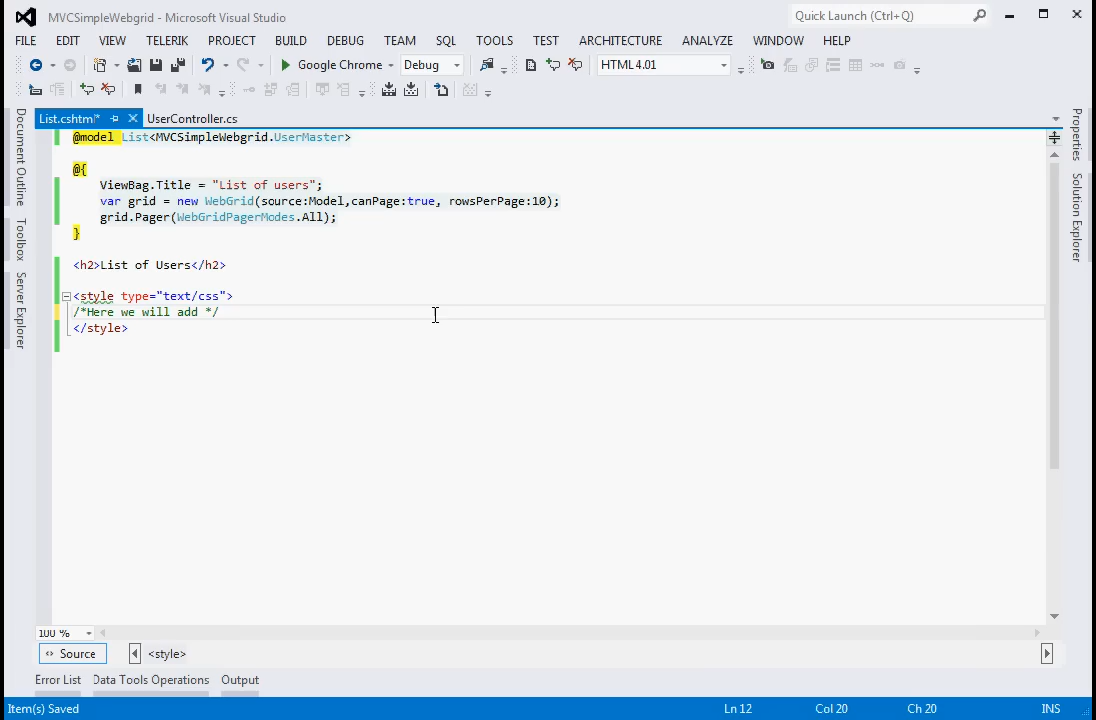 MVCSimpleWebgrid - Microsoft Visual Studio
Quick Launch (Ctrl+Q)
FILE EDIT VIEW TELERIK PROJECT BUILD DEBUG TEAM SQL TOOLS TEST ARCHITECTURE ANALYZE WINDOW HELP
Google Chrome Debug HTML 4.01
List.cshtml* UserController.cs
@model List<MVCSimpleWebgrid.UserMaster>
@{
ViewBag.Title = "List of users";
var grid = new WebGrid(source:Model,canPage:true, rowsPerPage:10);
grid.Pager(WebGridPagerModes.All);
}
<h2>List of Users</h2>
<style type="text/css">
/*Here we will add */
</style>
Document Outline
Toolbox
Server Explorer
Properties
Solution Explorer
100 %
Source <style>
Error List Data Tools Operations Output
Item(s) Saved Ln 12 Col 20 Ch 20 INS